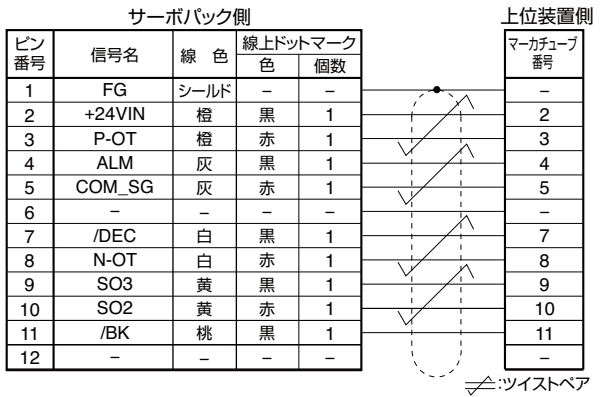 サーボパック側 上位装置側
ピン番号 信号名 線 色 線上ドットマーク マーカチューブ番号
色 個数
1 FG シールド – – –
2 +24VIN 橙 黒 1 2
3 P-OT 橙 赤 1 3
4 ALM 灰 黒 1 4
5 COM_SG 灰 赤 1 5
6 – – – – –
7 /DEC 白 黒 1 7
8 N-OT 白 赤 1 8
9 SO3 黄 黒 1 9
10 SO2 黄 赤 1 10
11 /BK 桃 黒 1 11
12 – – – – –
:ツイストペア